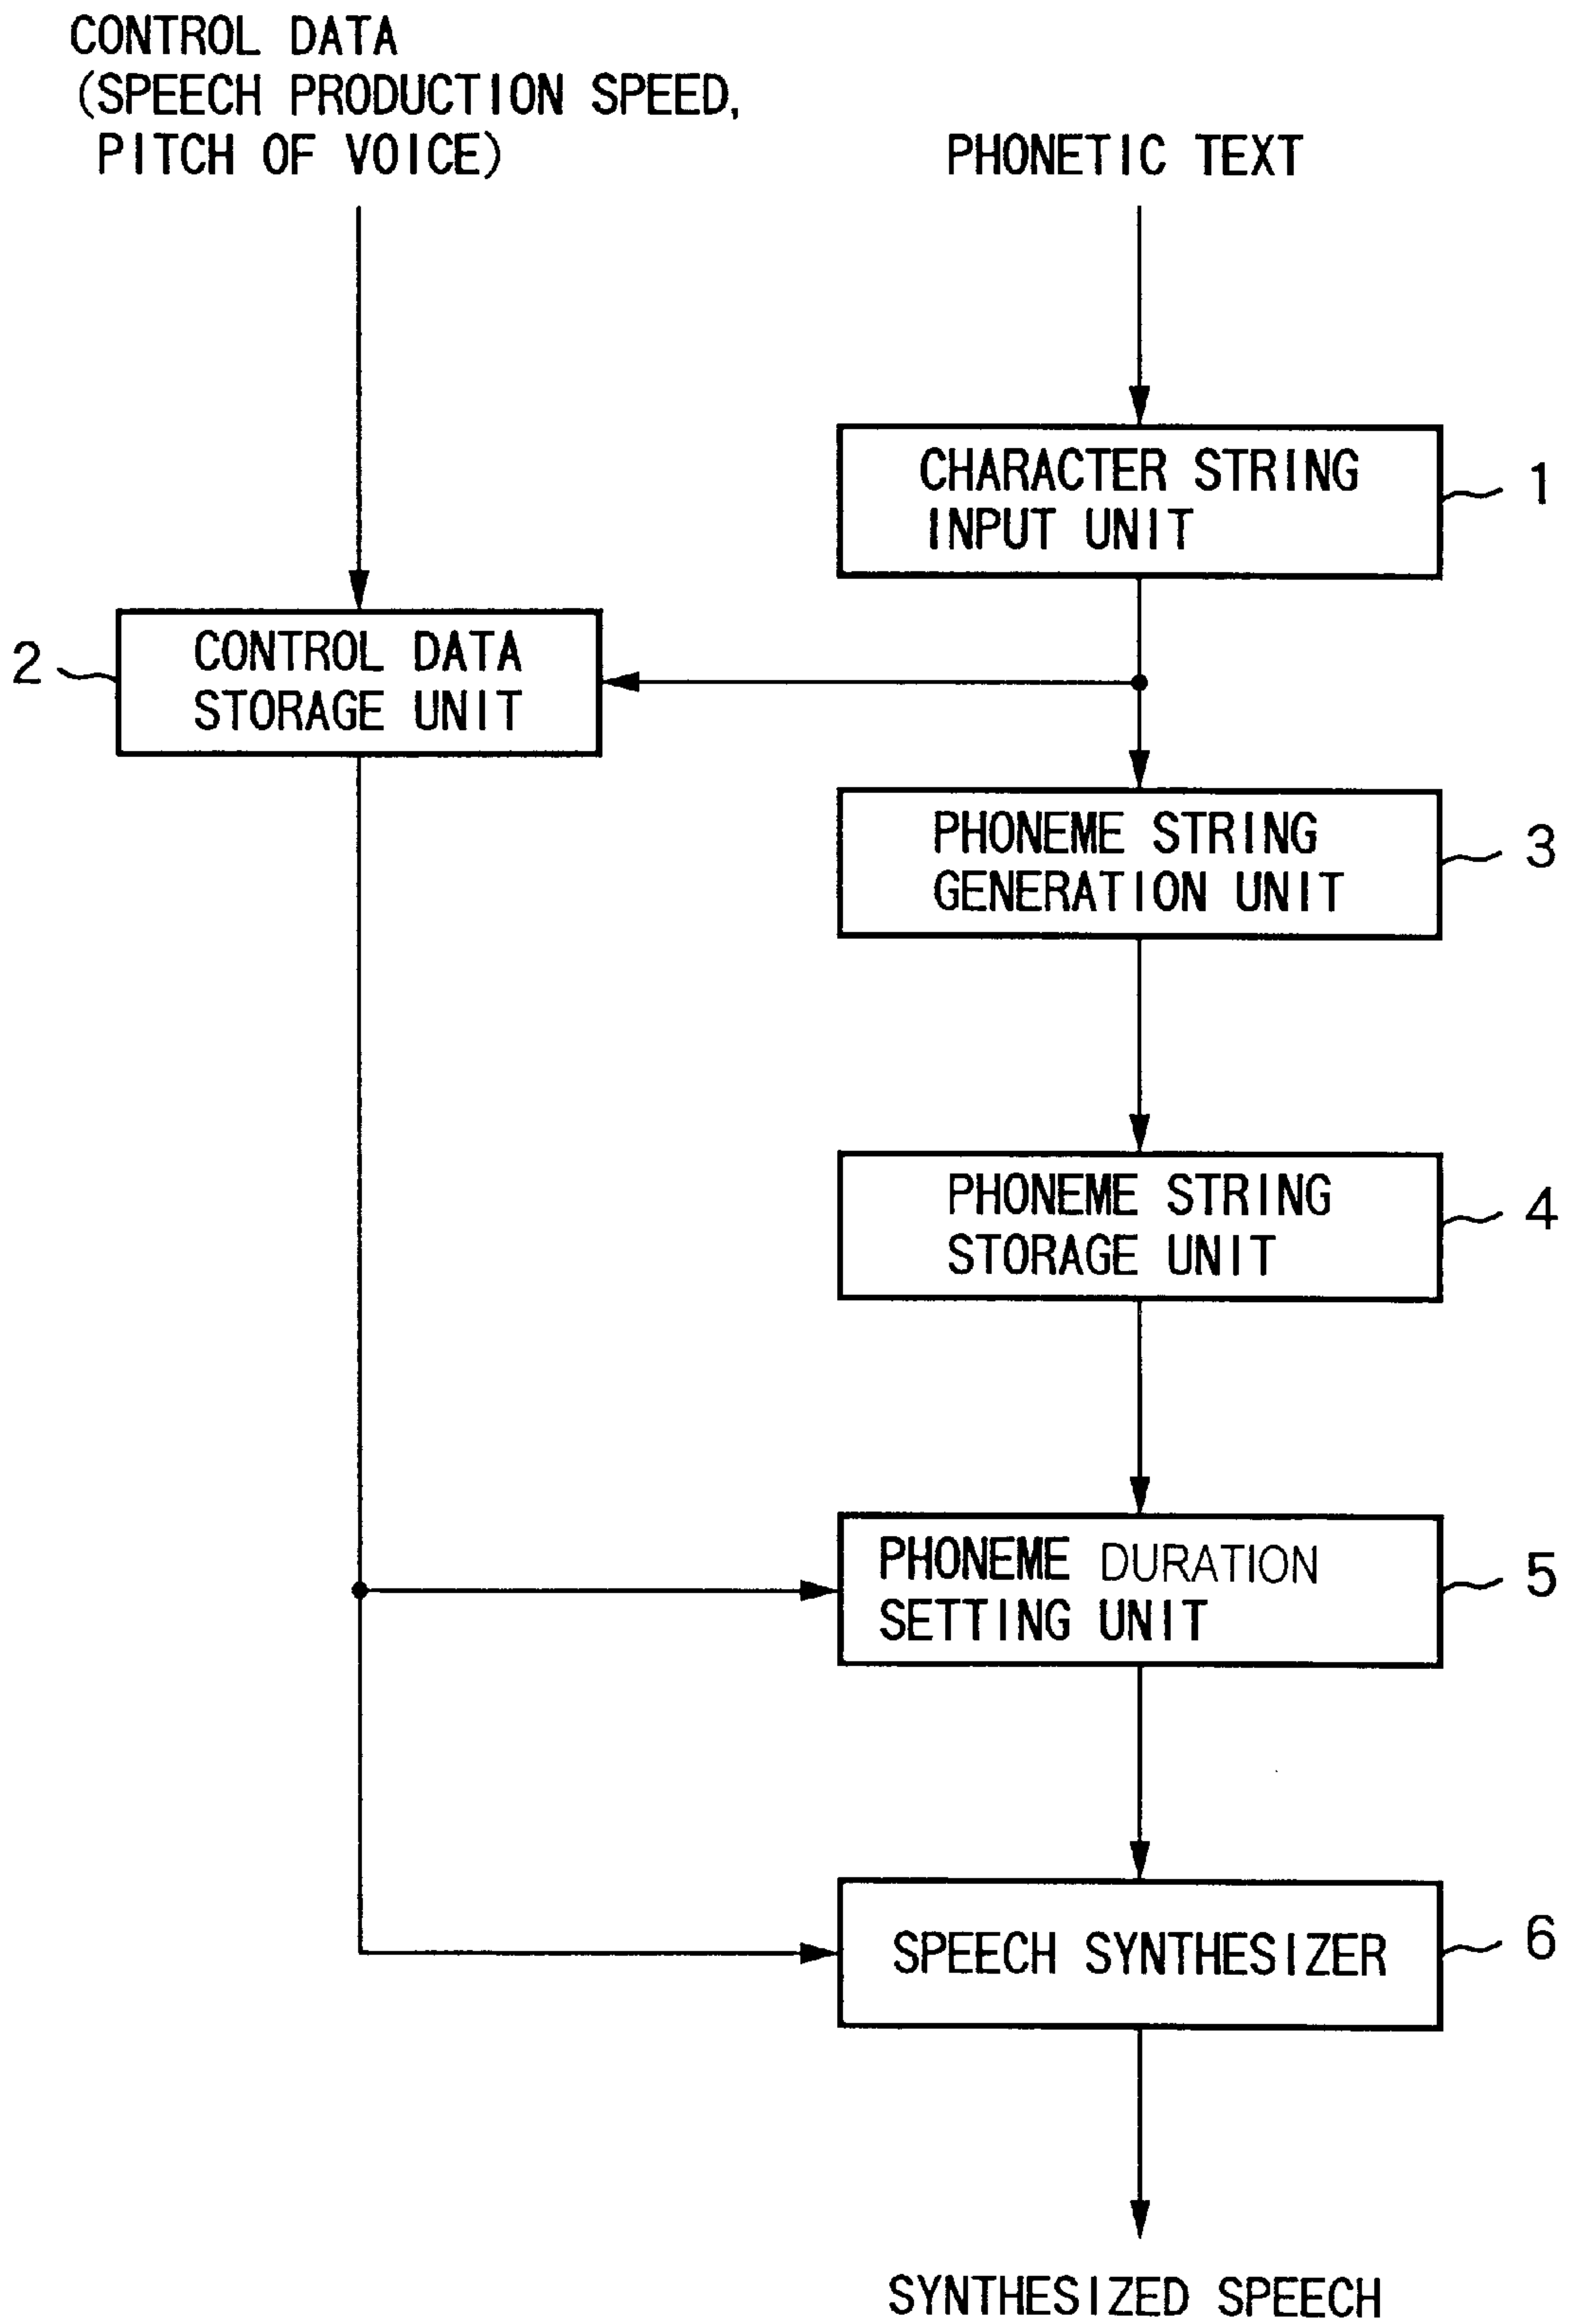 CONTROL DATA
(SPEECH PRODUCTION SPEED,
PITCH OF VOICE)
PHONETIC TEXT
CHARACTER STRING
INPUT UNIT
1
2
CONTROL DATA
STORAGE UNIT
PHONEME STRING
GENERATION UNIT
3
PHONEME STRING
STORAGE UNIT
4
PHONEME DURATION
SETTING UNIT
5
SPEECH SYNTHESIZER
6
SYNTHESIZED SPEECH